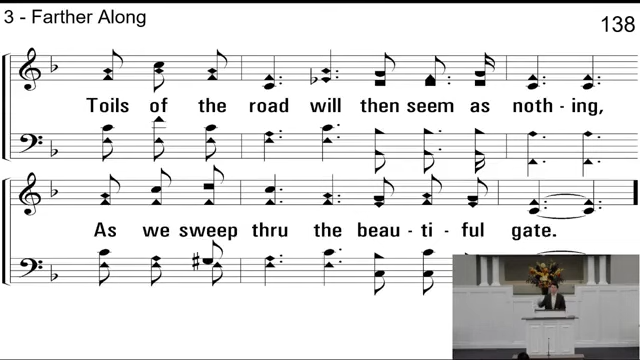 3 - Farther Along
138
Toils of the road will then seem as noth - ing,
As we sweep thru the beau - ti - ful gate.